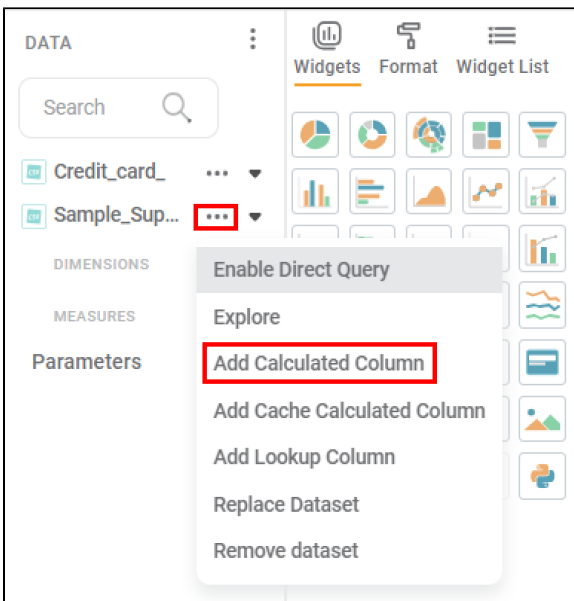 DATA
Widgets Format Widget List
Search
Credit_card_
Sample_Sup...
DIMENSIONS
MEASURES
Parameters
Enable Direct Query
Explore
Add Calculated Column
Add Cache Calculated Column
Add Lookup Column
Replace Dataset
Remove dataset